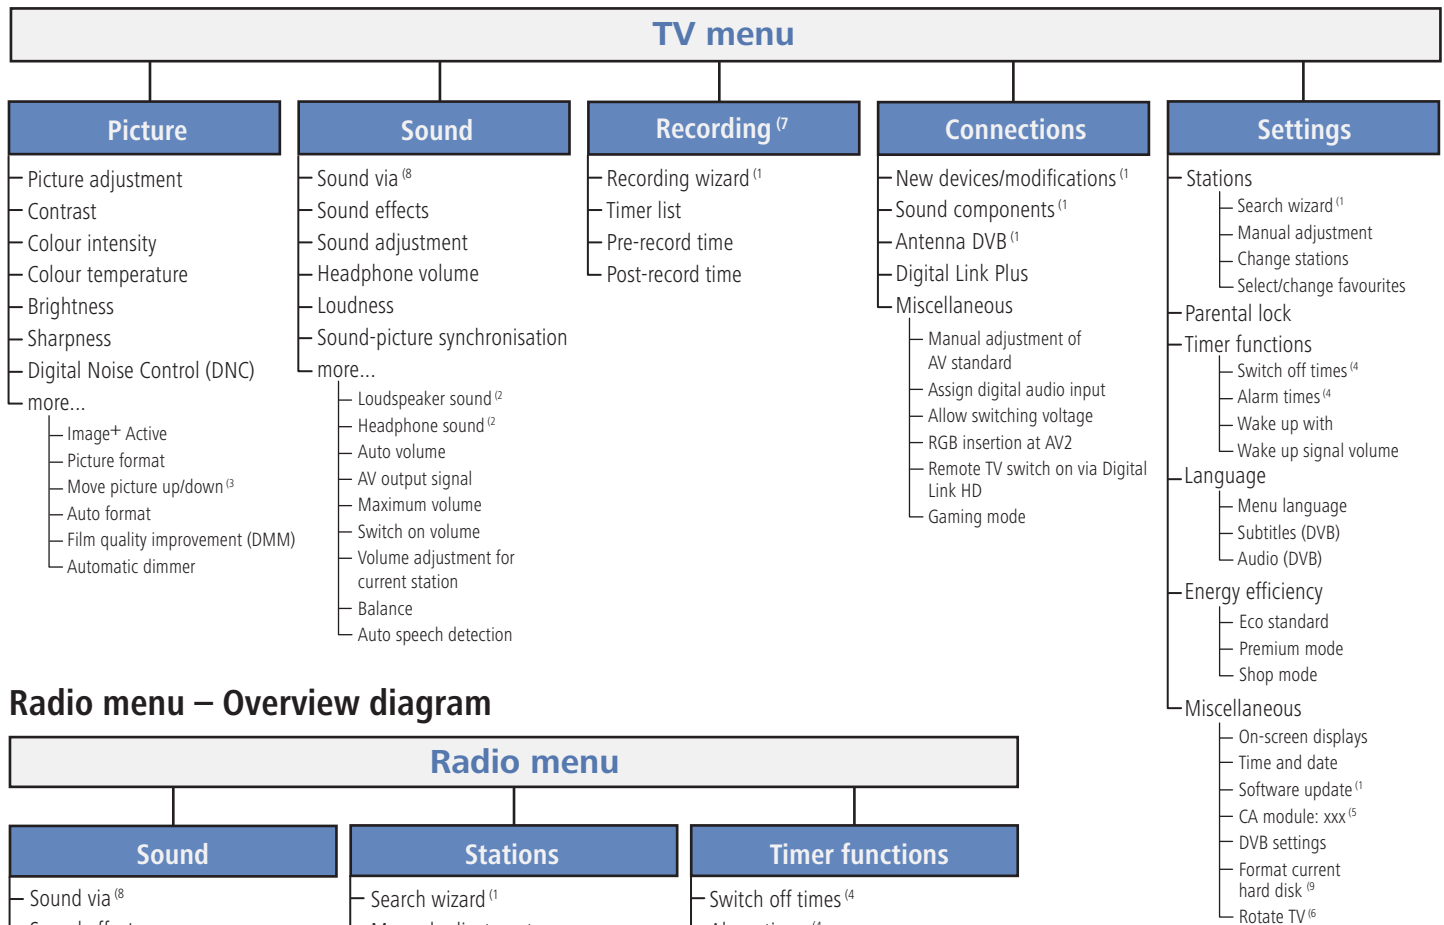 TV menu
Picture
Picture adjustment
Contrast
Colour intensity
Colour temperature
Brightness
Sharpness
Digital Noise Control (DNC)
more...
Image+ Active
Picture format
Move picture up/down (3
Auto format
Film quality improvement (DMM)
Automatic dimmer
Sound
Sound via (8
Sound effects
Sound adjustment
Headphone volume
Loudness
Sound-picture synchronisation
more...
Loudspeaker sound (2
Headphone sound (2
Auto volume
AV output signal
Maximum volume
Switch on volume
Volume adjustment for
current station
Balance
Auto speech detection
Recording (7
Recording wizard (1
Timer list
Pre-record time
Post-record time
Connections
New devices/modifications (1
Sound components (1
Antenna DVB (1
Digital Link Plus
Miscellaneous
Manual adjustment of
AV standard
Assign digital audio input
Allow switching voltage
RGB insertion at AV2
Remote TV switch on via Digital
Link HD
Gaming mode
Settings
Stations
Search wizard (1
Manual adjustment
Change stations
Select/change favourites
Parental lock
Timer functions
Switch off times (4
Alarm times (4
Wake up with
Wake up signal volume
Language
Menu language
Subtitles (DVB)
Audio (DVB)
Energy efficiency
Eco standard
Premium mode
Shop mode
Miscellaneous
On-screen displays
Time and date
Software update (1
CA module: xxx (5
DVB settings
Format current
hard disk (9
Rotate TV (6
Radio menu – Overview diagram
Radio menu
Sound
Sound via (8
Stations
Search wizard (1
Timer functions
Switch off times (4